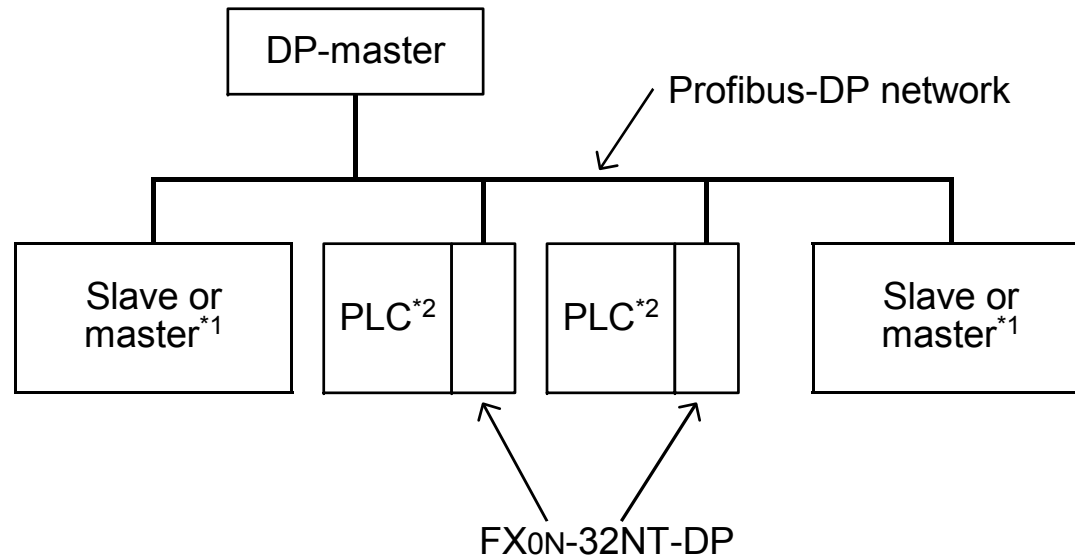 DP-master
Profibus-DP network
Slave or
master*1
PLC*2
PLC*2
Slave or
master*1
FX0N-32NT-DP